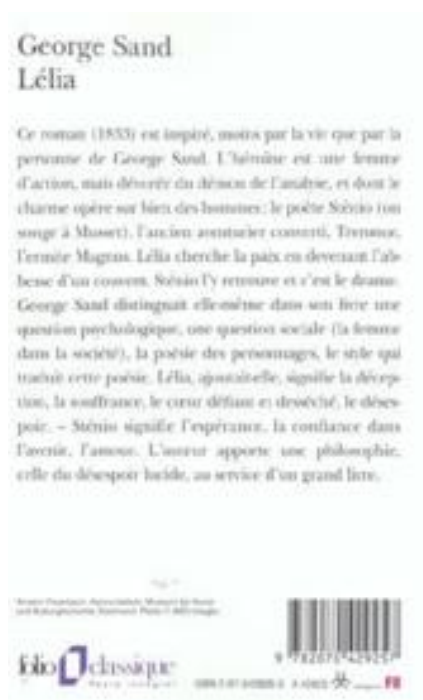 George Sand
Lélia
Ce roman (1833) est inspiré, moins par la vie que par la
personne de George Sand. L'héroïne est une femme
d'action, mais dévorée du démon de l'analyse, et dont le
charme opère sur bien des hommes: le poète Sténio (on
songe à Musset), l'ancien aventurier converti, Trenmor,
l'ermite Magnus. Lélia cherche la paix en devenant l'ab-
besse d'un couvent. Sténio l'y retrouve et c'est le drame.
George Sand distinguait elle-même dans son livre une
question psychologique, une question sociale (la femme
dans la société), la poésie des personnages, le style qui
traduit cette poésie. Lélia, ajoutait-elle, signifie la décep-
tion, la souffrance, le cœur défiant et desséché, le déses-
poir. – Sténio signifie l'espérance, la confiance dans
l'avenir, l'amour. L'auteur apporte une philosophie,
celle du désespoir lucide, au service d'un grand livre.
folio classique
texte intégral